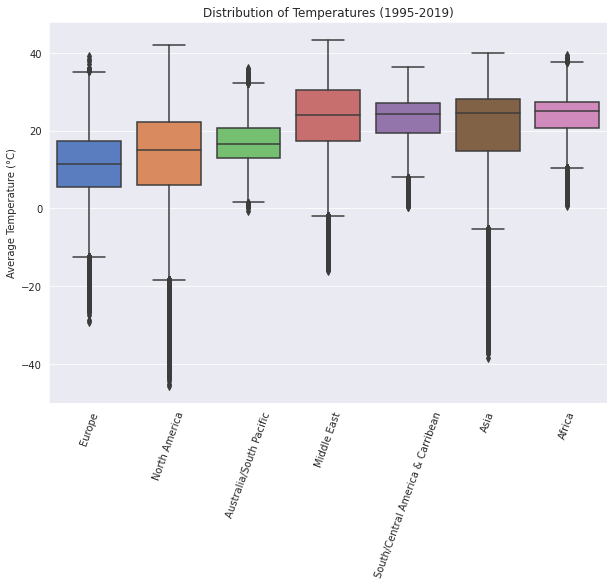 Distribution of Temperatures (1995-2019)
Average Temperature (°C)
40
20
0
−20
−40
Europe
North America
Australia/South Pacific
Middle East
South/Central America & Carribean
Asia
Africa